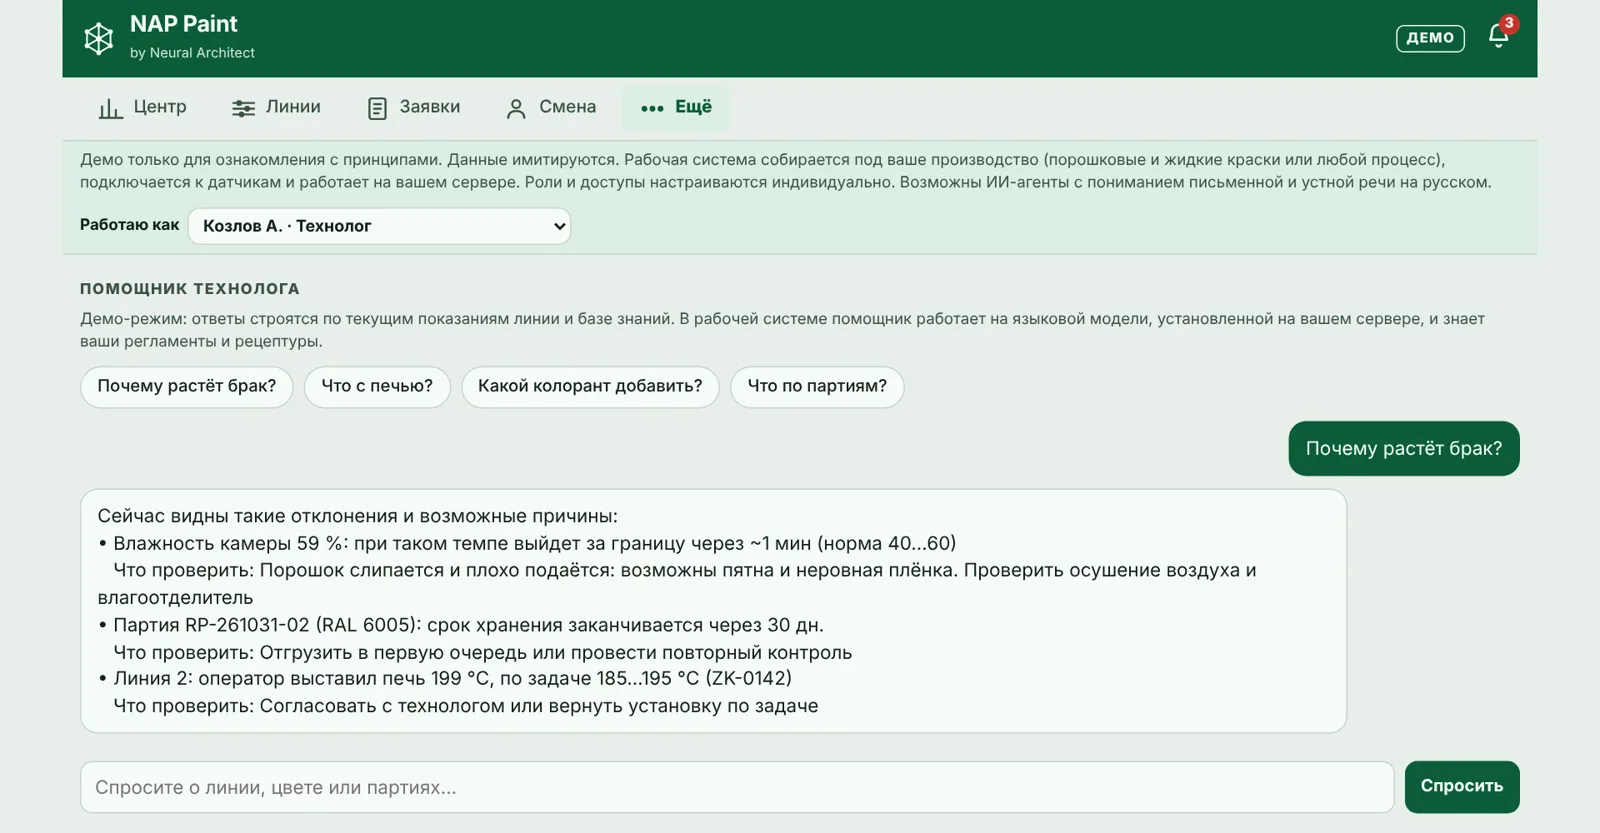 NAP Paint
by Neural Architect
ДЕМО
3
Центр
Линии
Заявки
Смена
Ещё
Демо только для ознакомления с принципами. Данные имитируются. Рабочая система собирается под ваше производство (порошковые и жидкие краски или любой процесс),
подключается к датчикам и работает на вашем сервере. Роли и доступы настраиваются индивидуально. Возможны ИИ-агенты с пониманием письменной и устной речи на русском.
Работаю как
Козлов А. · Технолог
ПОМОЩНИК ТЕХНОЛОГА
Демо-режим: ответы строятся по текущим показаниям линии и базе знаний. В рабочей системе помощник работает на языковой модели, установленной на вашем сервере, и знает
ваши регламенты и рецептуры.
Почему растёт брак?
Что с печью?
Какой колорант добавить?
Что по партиям?
Почему растёт брак?
Сейчас видны такие отклонения и возможные причины:
• Влажность камеры 59 %: при таком темпе выйдет за границу через ~1 мин (норма 40…60)
Что проверить: Порошок слипается и плохо подаётся: возможны пятна и неровная плёнка. Проверить осушение воздуха и
влагоотделитель
• Партия RP-261031-02 (RAL 6005): срок хранения заканчивается через 30 дн.
Что проверить: Отгрузить в первую очередь или провести повторный контроль
• Линия 2: оператор выставил печь 199 °C, по задаче 185…195 °C (ZK-0142)
Что проверить: Согласовать с технологом или вернуть установку по задаче
Спросите о линии, цвете или партиях…
Спросить